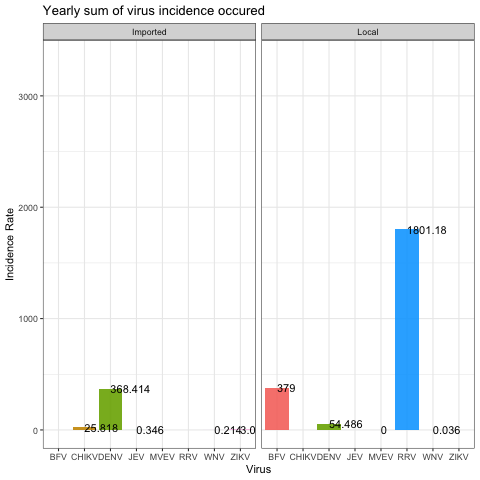 Yearly sum of virus incidence occured
Imported
Local
3000
2000
1000
0
Incidence Rate
1801.18
368.414
379
25.818
0.346
0.214
3.0
54.486
0
0.036
BFV CHIKV DENV JEV MVEV RRV WNV ZIKV
BFV CHIKV DENV JEV MVEV RRV WNV ZIKV
Virus